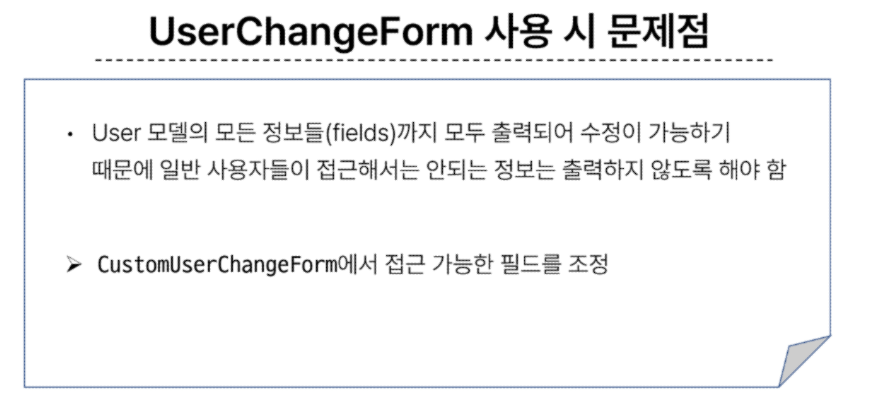 UserChangeForm 사용 시 문제점
• User 모델의 모든 정보들(fields)까지 모두 출력되어 수정이 가능하기
때문에 일반 사용자들이 접근해서는 안되는 정보는 출력하지 않도록 해야 함
➢ CustomUserChangeForm에서 접근 가능한 필드를 조정